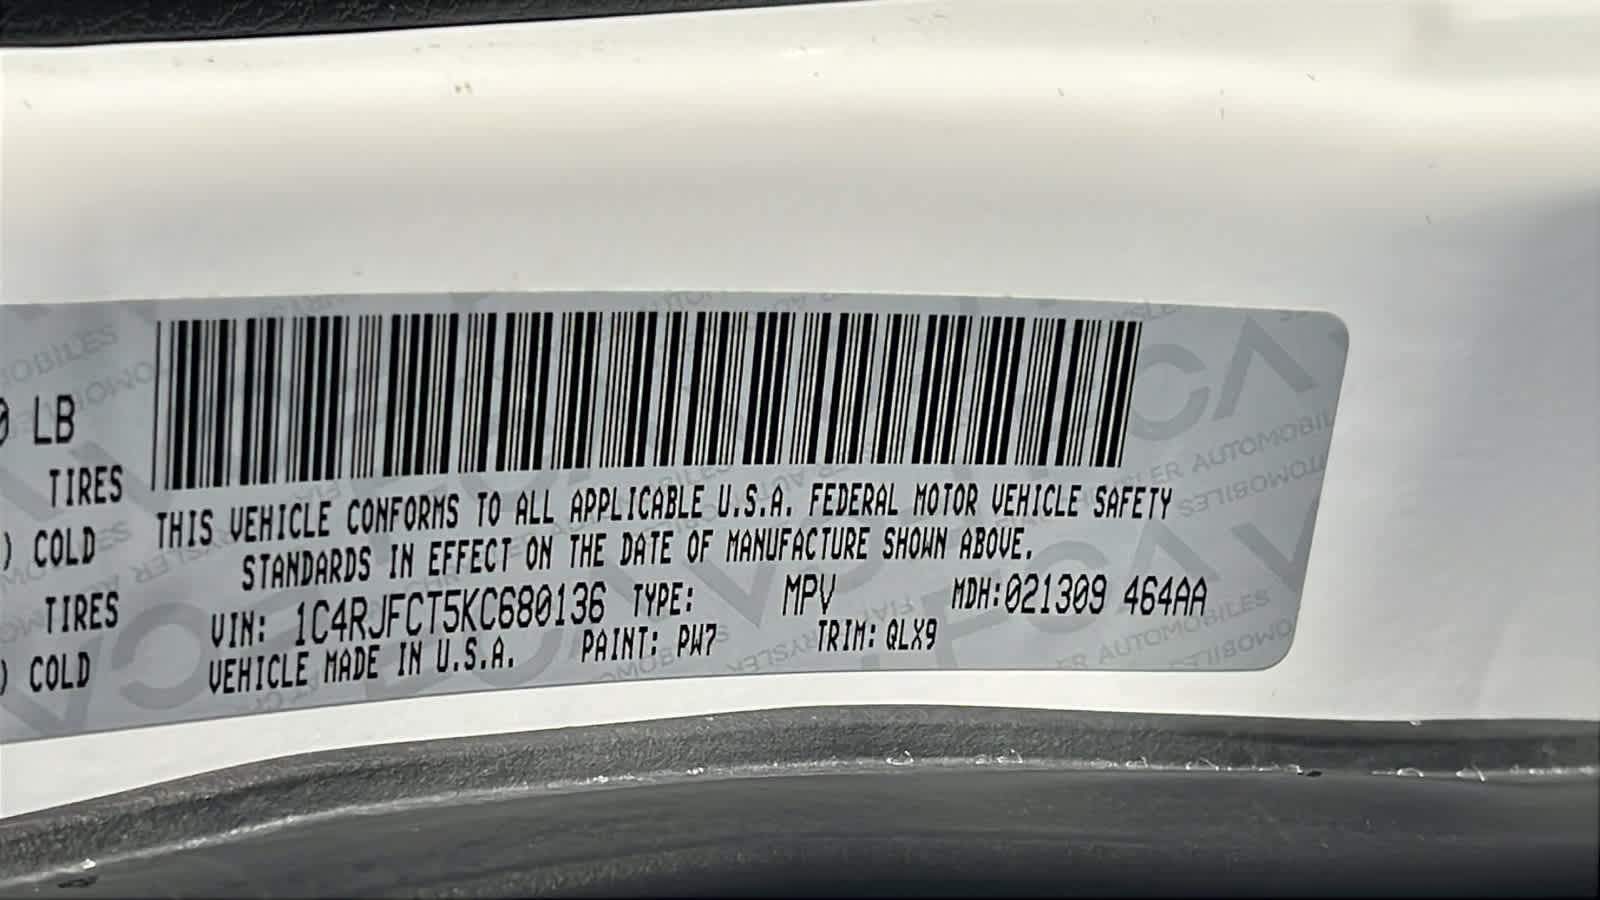 0 LB
TIRES
) COLD
TIRES
) COLD
THIS VEHICLE CONFORMS TO ALL APPLICABLE U.S.A. FEDERAL MOTOR VEHICLE SAFETY
STANDARDS IN EFFECT ON THE DATE OF MANUFACTURE SHOWN ABOVE.
VIN: 1C4RJFCT5KC680136 TYPE: MPV MDH:021309 464AA
VEHICLE MADE IN U.S.A. PAINT: PW7 TRIM: QLX9